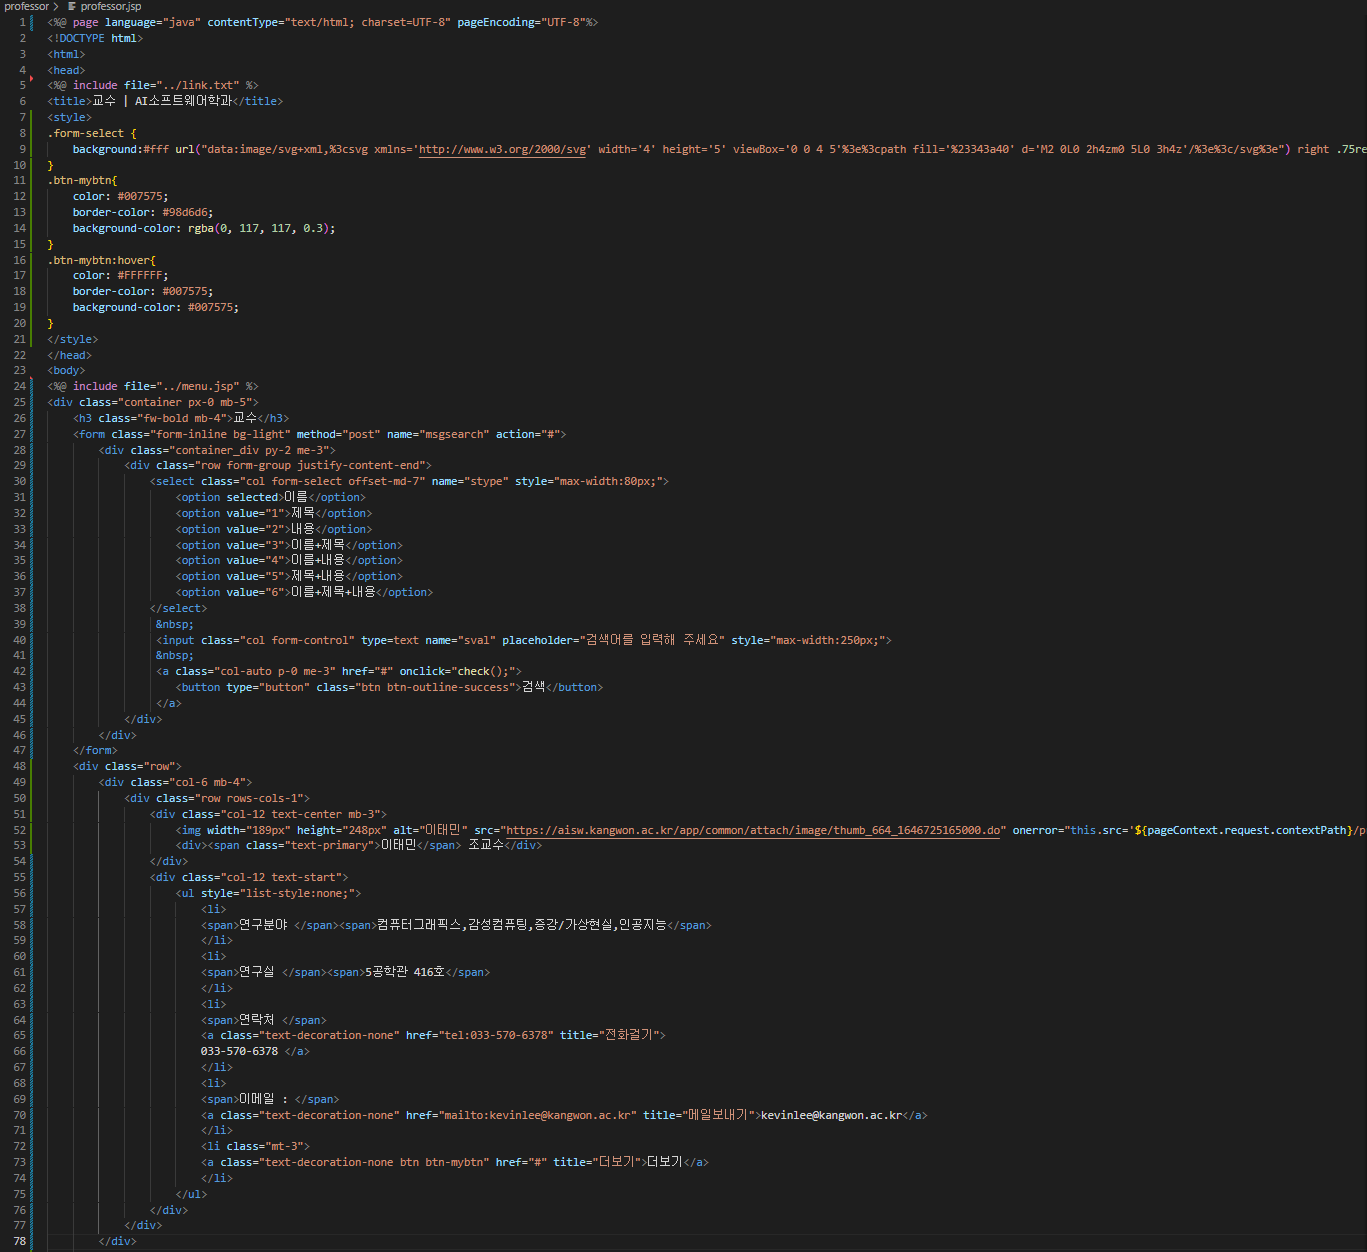 professor > professor.jsp
1 <%@ page language="java" contentType="text/html; charset=UTF-8" pageEncoding="UTF-8"%>
2 <!DOCTYPE html>
3 <html>
4 <head>
5 <%@ include file="../link.txt" %>
6 <title>교수 | AI소프트웨어학과</title>
7 <style>
8 .form-select {
9 background:#fff url("data:image/svg+xml,%3csvg xmlns='http://www.w3.org/2000/svg' width='4' height='5' viewBox='0 0 4 5'%3e%3cpath fill='%23343a40' d='M2 0L0 2h4zm0 5L0 3h4z'/%3e%3c/svg%3e") right .75re
10 }
11 .btn-mybtn{
12 color: #007575;
13 border-color: #98d6d6;
14 background-color: rgba(0, 117, 117, 0.3);
15 }
16 .btn-mybtn:hover{
17 color: #FFFFFF;
18 border-color: #007575;
19 background-color: #007575;
20 }
21 </style>
22 </head>
23 <body>
24 <%@ include file="../menu.jsp" %>
25 <div class="container px-0 mb-5">
26 <h3 class="fw-bold mb-4">교수</h3>
27 <form class="form-inline bg-light" method="post" name="msgsearch" action="#">
28 <div class="container_div py-2 me-3">
29 <div class="row form-group justify-content-end">
30 <select class="col form-select offset-md-7" name="stype" style="max-width:80px;">
31 <option selected>이름</option>
32 <option value="1">제목</option>
33 <option value="2">내용</option>
34 <option value="3">이름+제목</option>
35 <option value="4">이름+내용</option>
36 <option value="5">제목+내용</option>
37 <option value="6">이름+제목+내용</option>
38 </select>
39 &nbsp;
40 <input class="col form-control" type=text name="sval" placeholder="검색어를 입력해 주세요" style="max-width:250px;">
41 &nbsp;
42 <a class="col-auto p-0 me-3" href="#" onclick="check();">
43 <button type="button" class="btn btn-outline-success">검색</button>
44 </a>
45 </div>
46 </div>
47 </form>
48 <div class="row">
49 <div class="col-6 mb-4">
50 <div class="row rows-cols-1">
51 <div class="col-12 text-center mb-3">
52 <img width="189px" height="248px" alt="이태민" src="https://aisw.kangwon.ac.kr/app/common/attach/image/thumb_664_1646725165000.do" onerror="this.src='${pageContext.request.contextPath}/p
53 <div><span class="text-primary">이태민</span> 조교수</div>
54 </div>
55 <div class="col-12 text-start">
56 <ul style="list-style:none;">
57 <li>
58 <span>연구분야 </span><span>컴퓨터그래픽스,감성컴퓨팅,증강/가상현실,인공지능</span>
59 </li>
60 <li>
61 <span>연구실 </span><span>5공학관 416호</span>
62 </li>
63 <li>
64 <span>연락처 </span>
65 <a class="text-decoration-none" href="tel:033-570-6378" title="전화걸기">
66 033-570-6378 </a>
67 </li>
68 <li>
69 <span>이메일 : </span>
70 <a class="text-decoration-none" href="mailto:kevinlee@kangwon.ac.kr" title="메일보내기">kevinlee@kangwon.ac.kr</a>
71 </li>
72 <li class="mt-3">
73 <a class="text-decoration-none btn btn-mybtn" href="#" title="더보기">더보기</a>
74 </li>
75 </ul>
76 </div>
77 </div>
78 </div>